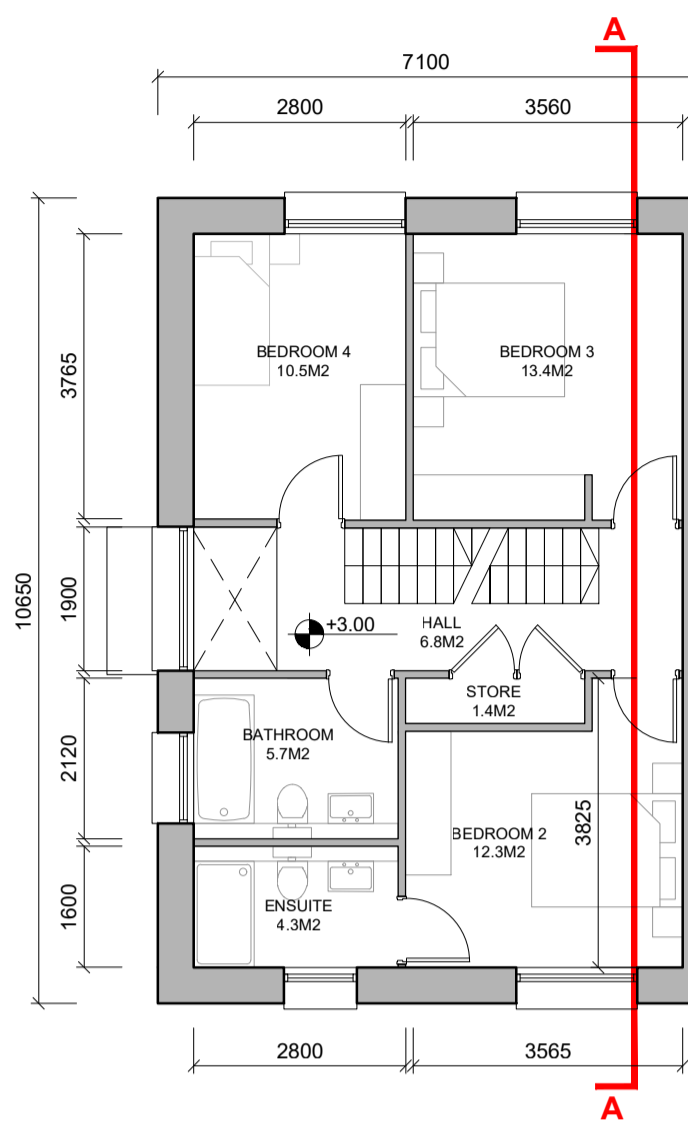 A
7100
2800
3560
3765
BEDROOM 4
10.5M2
BEDROOM 3
13.4M2
10650
1900
+3.00
HALL
6.8M2
STORE
1.4M2
2120
BATHROOM
5.7M2
3825
BEDROOM 2
12.3M2
1600
ENSUITE
4.3M2
2800
3565
A